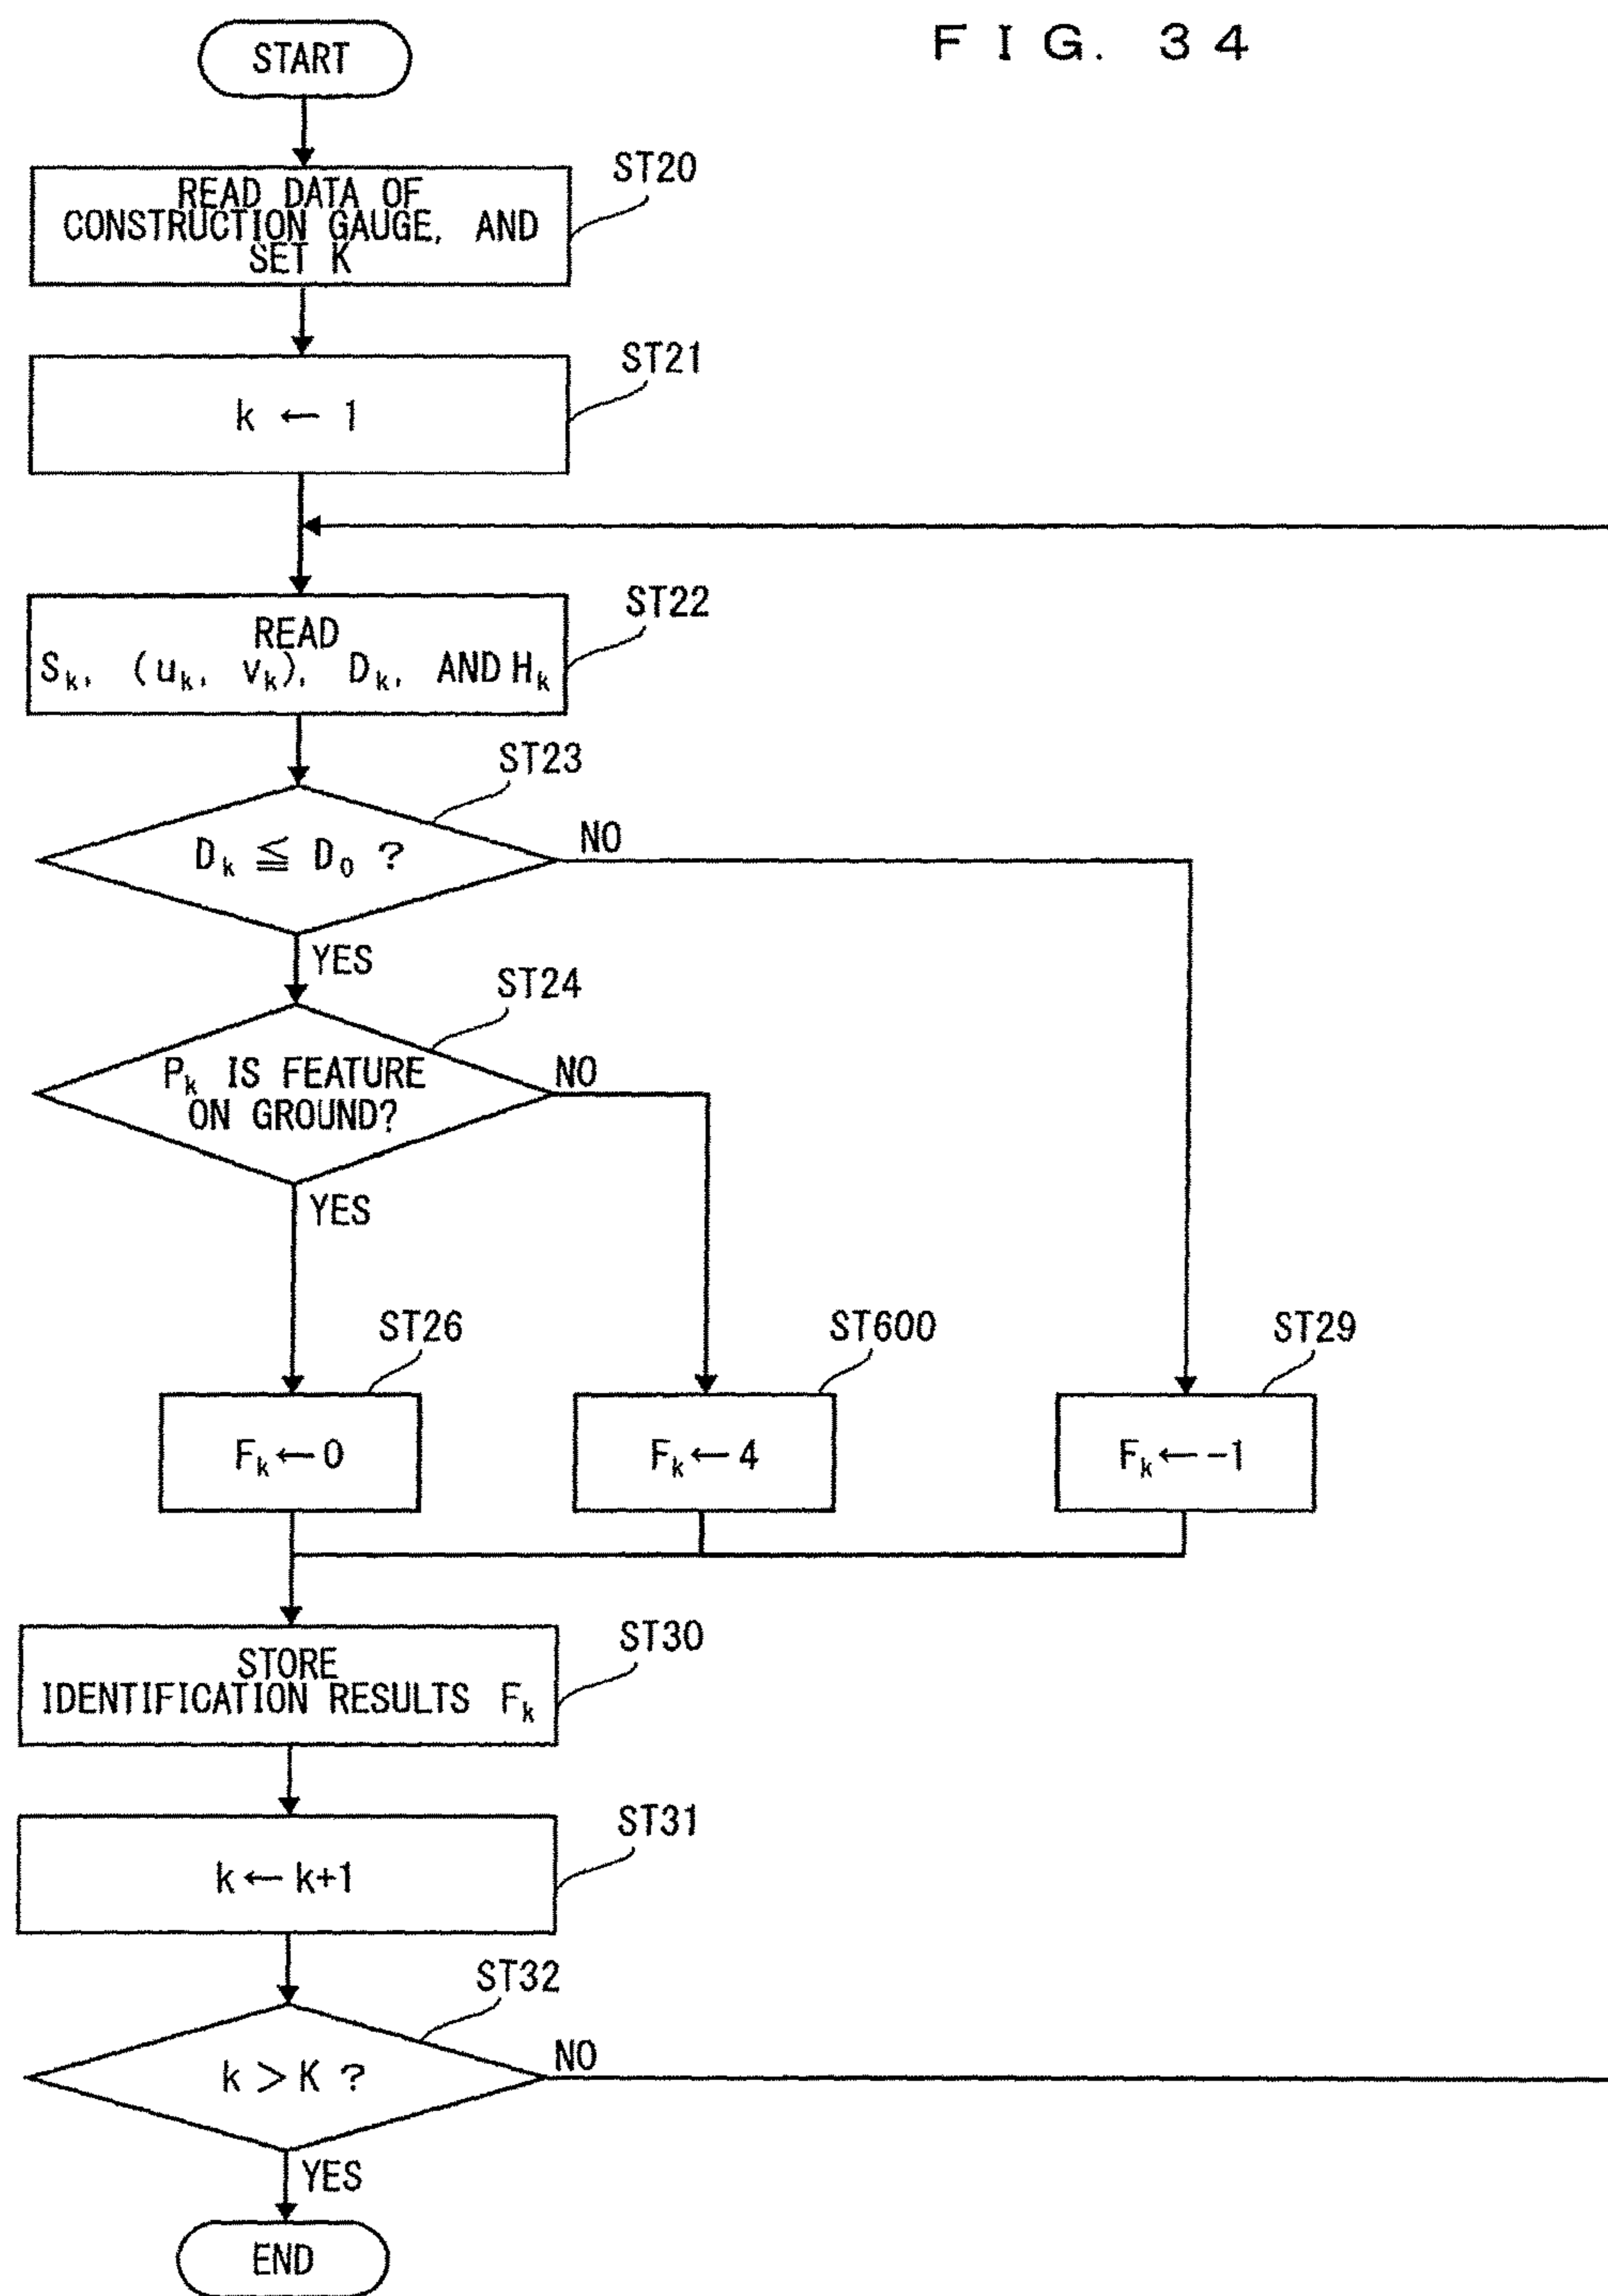 FIG. 34
START
ST20
READ DATA OF
CONSTRUCTION GAUGE, AND
SET K
ST21
k ← 1
ST22
READ
Sk, (uk, vk), Dk, AND Hk
ST23
Dk ≦ D0 ?
NO
YES
ST24
Pk IS FEATURE
ON GROUND?
NO
YES
ST26
ST600
ST29
Fk←0
Fk←4
Fk←-1
ST30
STORE
IDENTIFICATION RESULTS Fk
ST31
k←k+1
ST32
k>K ?
NO
YES
END